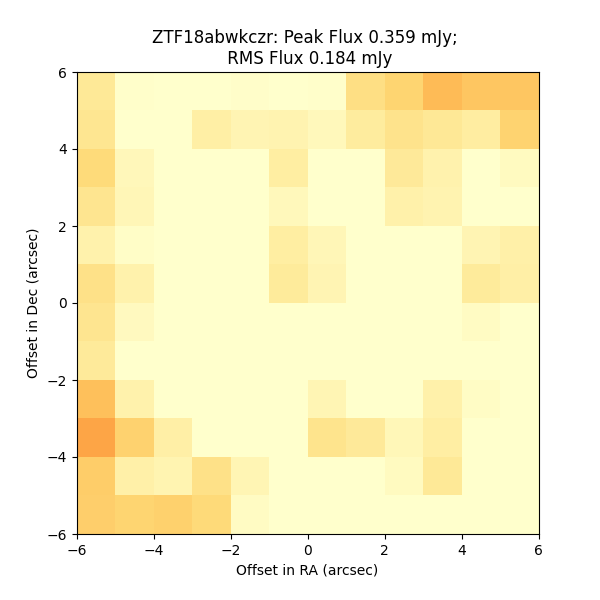 ZTF18abwkczr: Peak Flux 0.359 mJy;
RMS Flux 0.184 mJy
6
4
2
0
−2
−4
−6
Offset in Dec (arcsec)
−6 −4 −2 0 2 4 6
Offset in RA (arcsec)